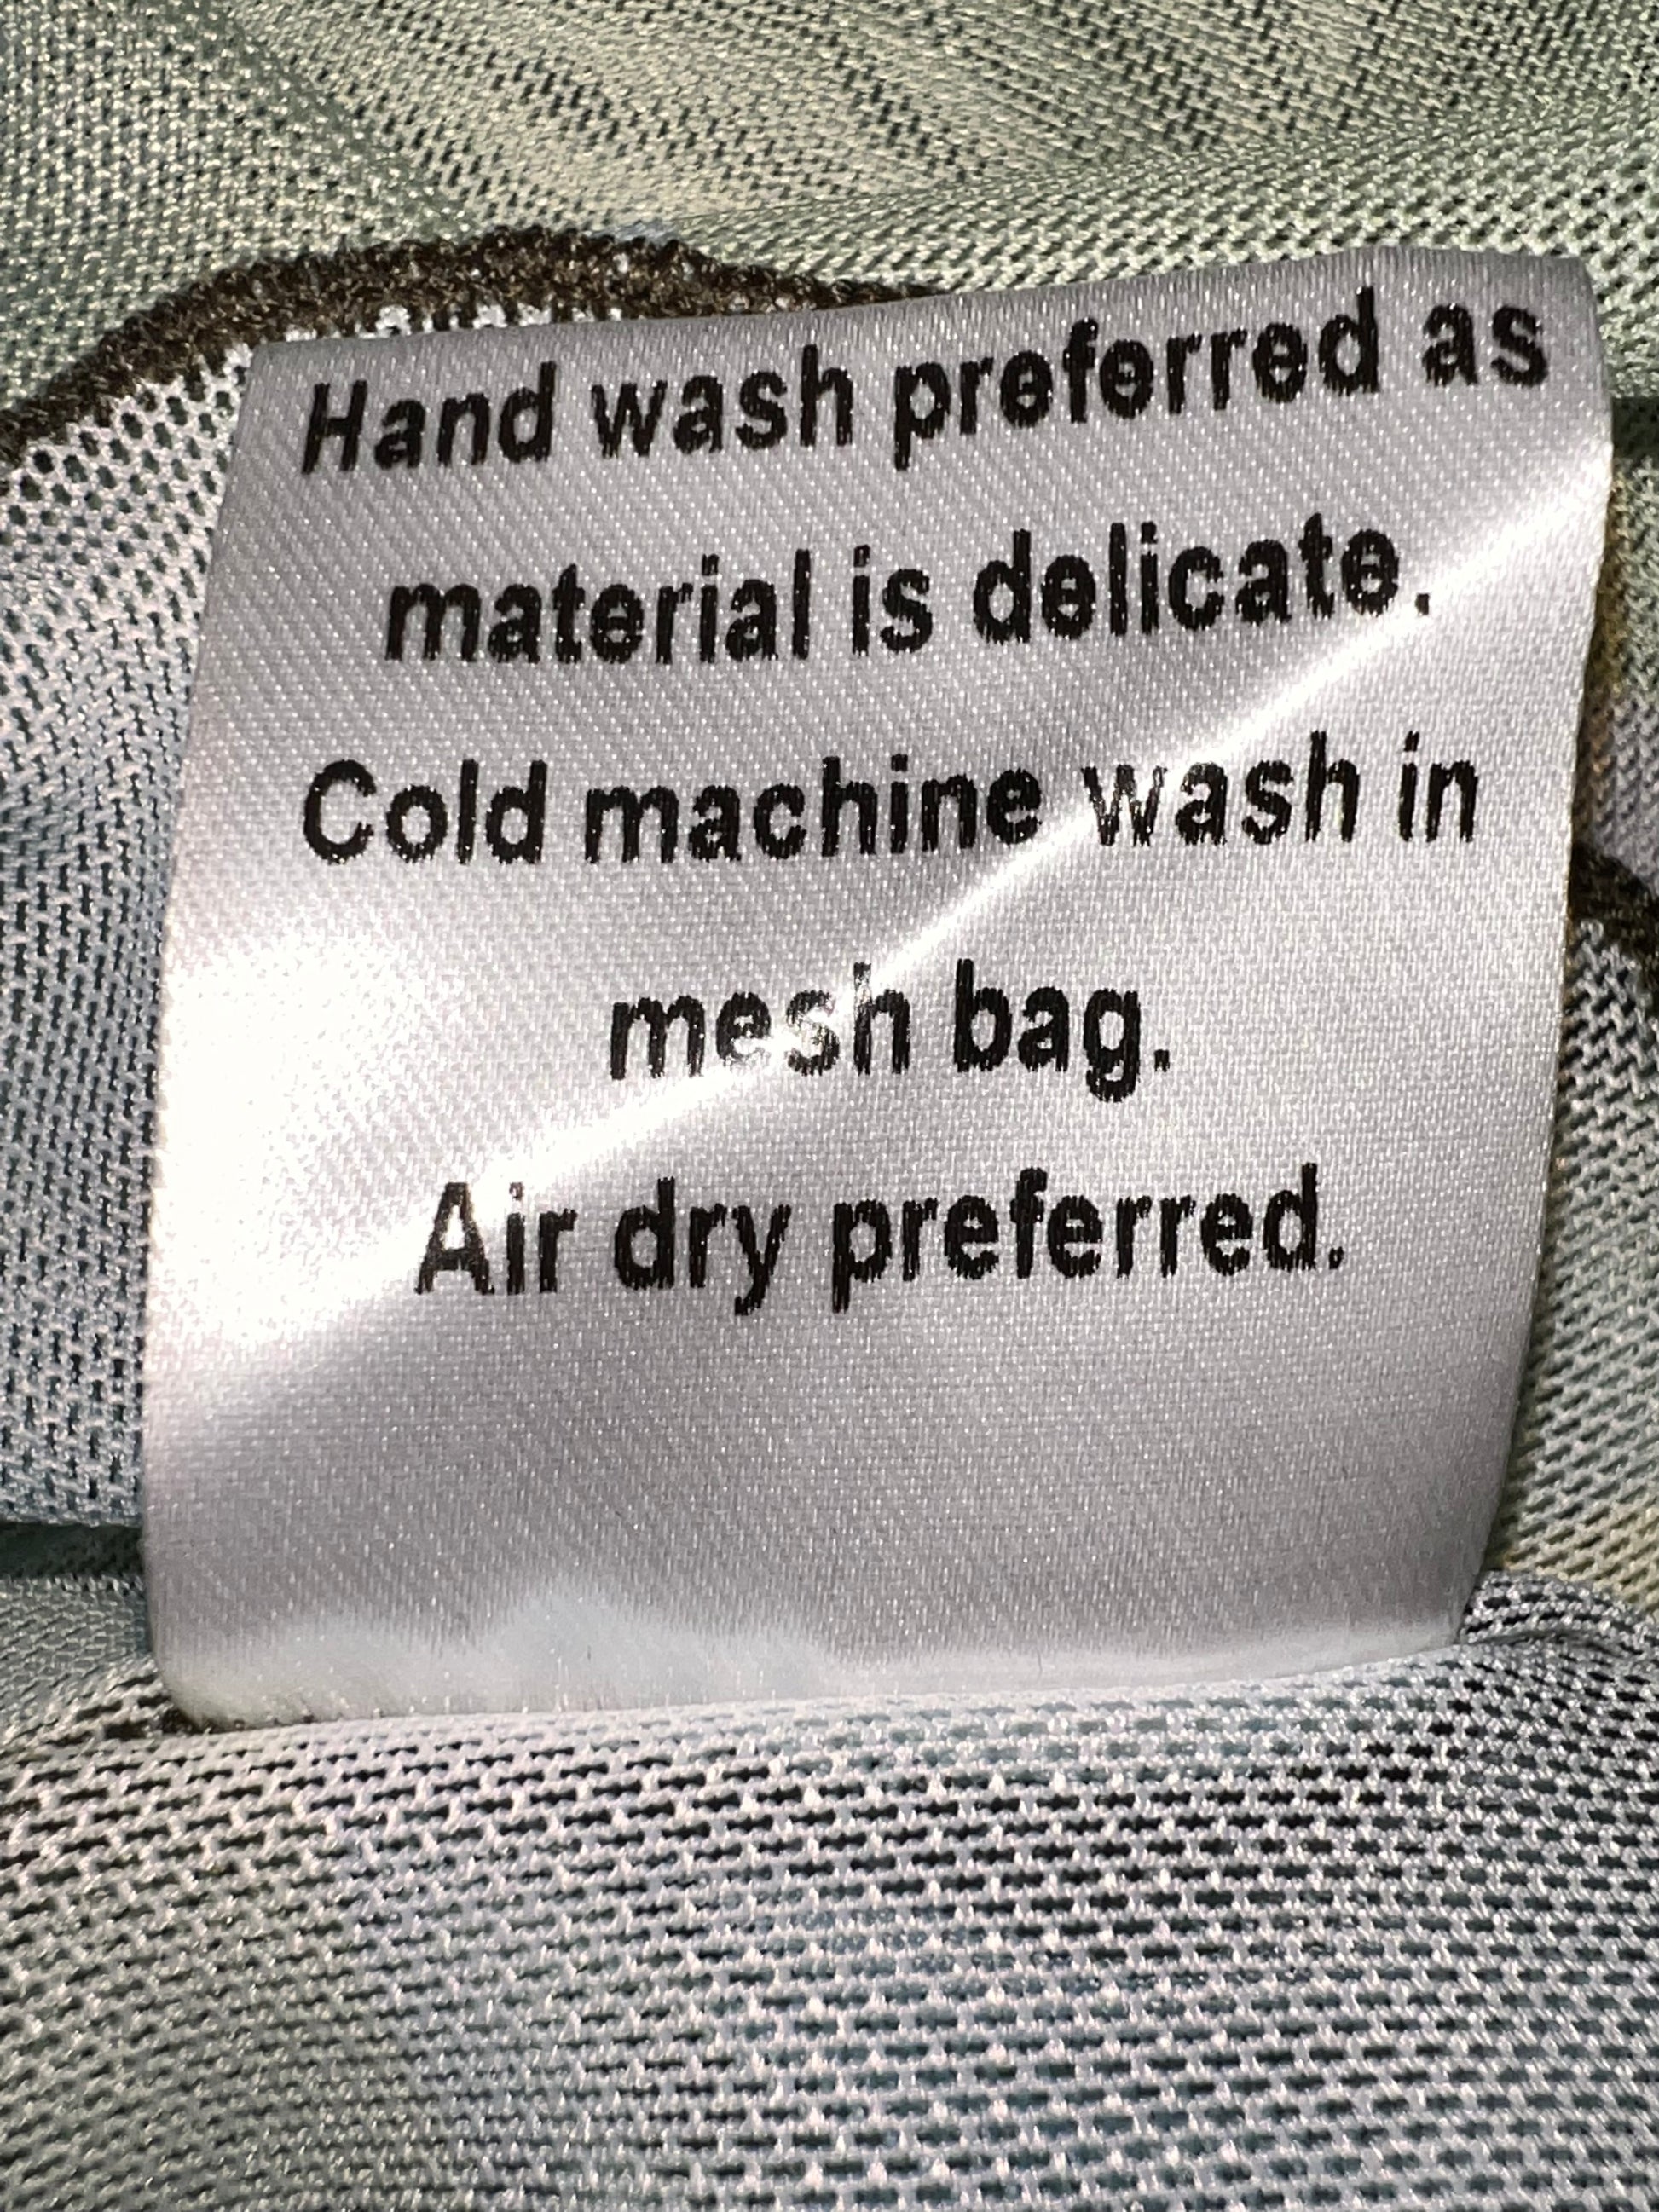 Hand wash preferred as
material is delicate.
Cold machine wash in
mesh bag.
Air dry preferred.